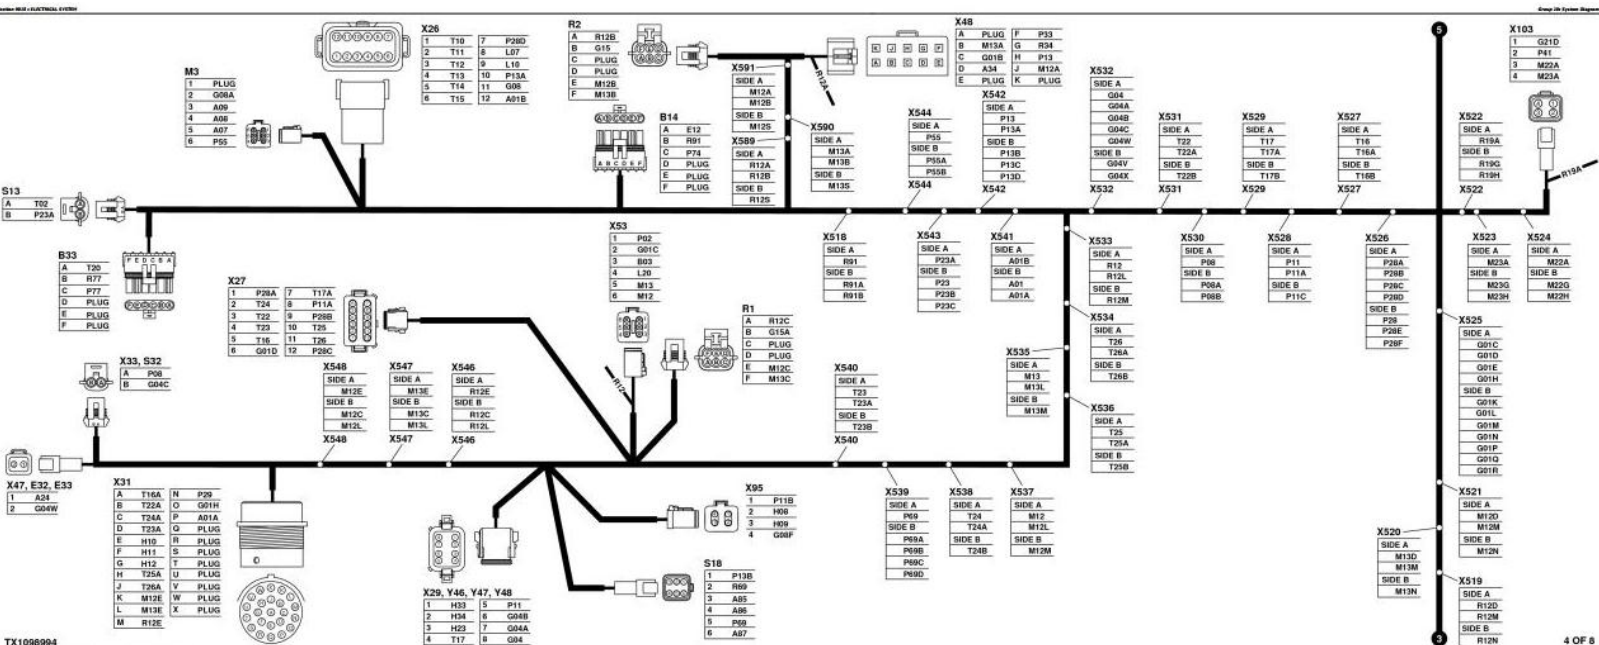 Group 20: System Diagrams
X26
1 T10 7 P28D
2 T11 8 L07
3 T12 9 L10
4 T13 10 P13A
5 T14 11 G08
6 T15 12 A01B
M3
1 PLUG
2 G08A
3 A09
4 A08
5 A07
6 P55
S13
A T02
B P23A
B33
A T20
B R77
C P77
D PLUG
E PLUG
F PLUG
F E D C B A
R2
A R12B
B G15
C PLUG
D PLUG
E M12B
F M13B
B14
A E12
B R91
C P74
D PLUG
E PLUG
F PLUG
A B C D E F
X591
SIDE A
M12A
M12B
SIDE B
M12S
X589
SIDE A
R12A
R12B
SIDE B
R12S
X590
SIDE A
M13A
M13B
SIDE B
M13S
R12A
X48
A PLUG F P33
B M13A G R34
C G01B H P13
D A34 J M12A
E PLUG K PLUG
K J H G F
A B C D E
X544
SIDE A
P55
SIDE B
P55A
P55B
X544
X542
SIDE A
P13
P13A
SIDE B
P13B
P13C
P13D
X542
X532
SIDE A
G04
G04A
G04B
G04C
G04W
SIDE B
G04V
G04X
X532
X531
SIDE A
T22
T22A
SIDE B
T22B
X531
X529
SIDE A
T17
T17A
SIDE B
T17B
X529
X527
SIDE A
T16
T16A
SIDE B
T16B
X527
5
X522
SIDE A
R19A
SIDE B
R19G
R19H
X522
X103
1 G21D
2 P41
3 M22A
4 M23A
R19A
X518
SIDE A
R91
SIDE B
R91A
R91B
X543
SIDE A
P23A
SIDE B
P23
P23B
P23C
X541
SIDE A
A01B
SIDE B
A01
A01A
X533
SIDE A
R12
R12L
SIDE B
R12M
X534
SIDE A
T26
T26A
SIDE B
T26B
X535
SIDE A
M13
M13L
SIDE B
M13M
X536
SIDE A
T25
T25A
SIDE B
T25B
X530
SIDE A
P08
SIDE B
P08A
P08B
X528
SIDE A
P11
P11A
SIDE B
P11C
X526
SIDE A
P28A
P28B
P28C
P28D
SIDE B
P28
P28E
P28F
X523
SIDE A
M23A
SIDE B
M23G
M23H
X524
SIDE A
M22A
SIDE B
M22G
M22H
X525
SIDE A
G01C
G01D
G01E
G01H
SIDE B
G01K
G01L
G01M
G01N
G01P
G01Q
G01R
X521
SIDE A
M12D
M12M
SIDE B
M12N
X520
SIDE A
M13D
M13M
SIDE B
M13N
X519
SIDE A
R12D
R12M
SIDE B
R12N
3
X53
1 P02
2 G01C
3 B03
4 L20
5 M13
6 M12
R12
R1
A R12C
B G15A
C PLUG
D PLUG
E M12C
F M13C
X27
1 P28A 7 T17A
2 T24 8 P11A
3 T22 9 P28B
4 T23 10 T25
5 T16 11 T26
6 G01D 12 P28C
X33, S32
A P08
B G04C
X548
SIDE A
M12E
SIDE B
M12C
M12L
X548
X547
SIDE A
M13E
SIDE B
M13C
M13L
X547
X546
SIDE A
R12E
SIDE B
R12C
R12L
X546
X540
SIDE A
T23
T23A
SIDE B
T23B
X540
X47, E32, E33
1 A24
2 G04W
X31
A T16A N P29
B T22A O G01H
C T24A P A01A
D T23A Q PLUG
E H10 R PLUG
F H11 S PLUG
G H12 T PLUG
H T25A U PLUG
J T26A V PLUG
K M12E W PLUG
L M13E X PLUG
M R12E
X29, Y46, Y47, Y48
1 H33 5 P11
2 H34 6 G04B
3 H23 7 G04A
4 T17 8 G04
X95
1 P11B
2 H08
3 H09
4 G08F
S18
1 P13B
2 R69
3 A85
4 A86
5 P69
6 A87
X539
SIDE A
P69
SIDE B
P69A
P69B
P69C
P69D
X538
SIDE A
T24
T24A
SIDE B
T24B
X537
SIDE A
M12
M12L
SIDE B
M12M
TX1098994
4 OF 8